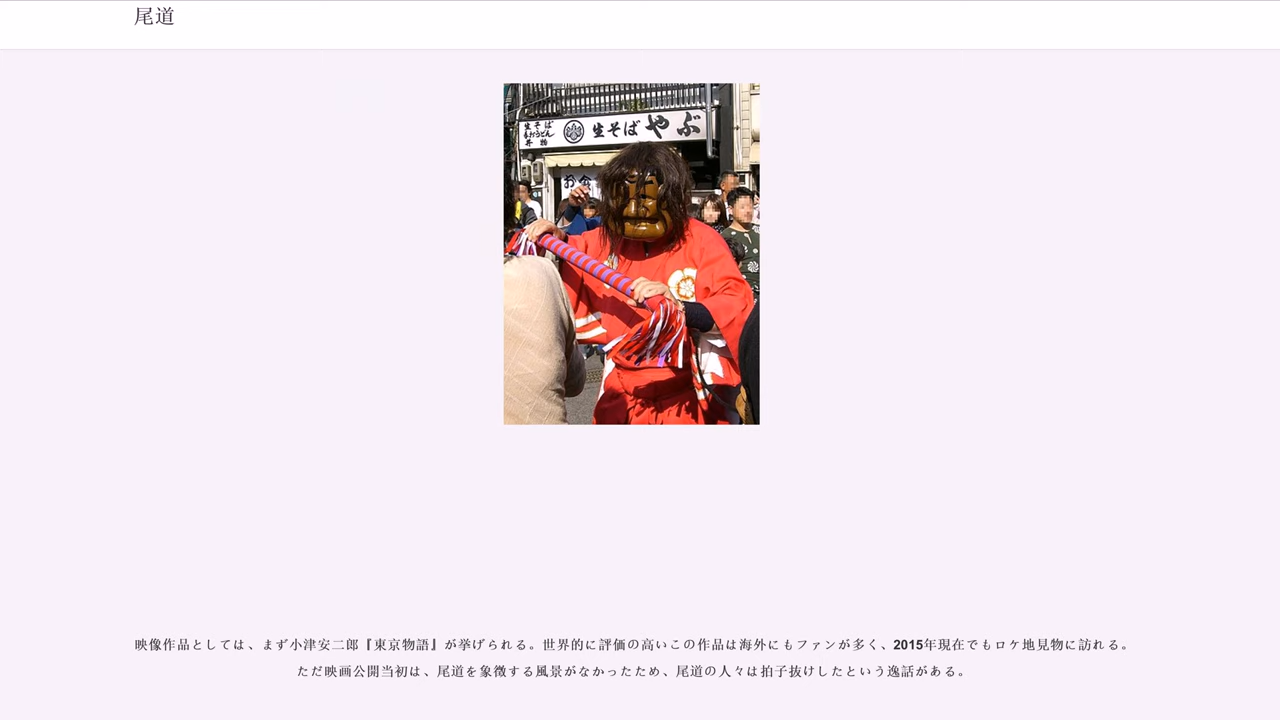 尾道
生そば
丼物
生そば やぶ
映像作品としては、まず小津安二郎『東京物語』が挙げられる。世界的に評価の高いこの作品は海外にもファンが多く、2015年現在でもロケ地見物に訪れる。
ただ映画公開当初は、尾道を象徴する風景がなかったため、尾道の人々は拍子抜けしたという逸話がある。